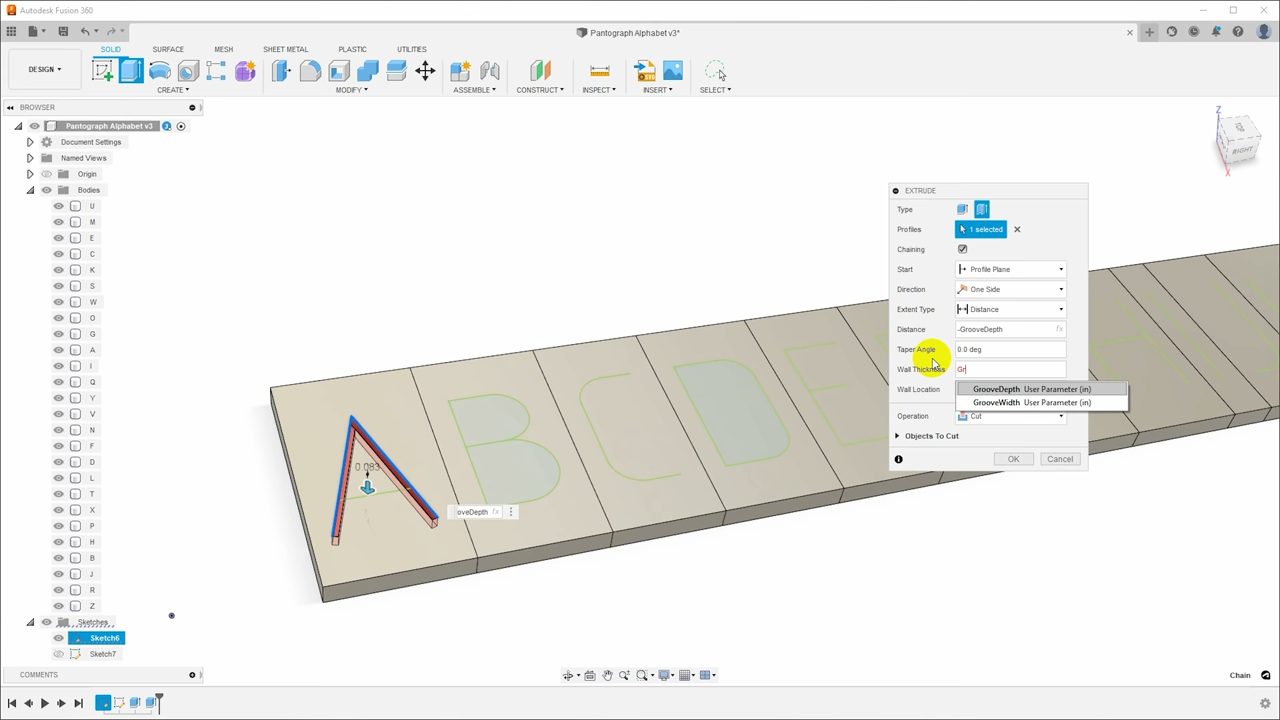 Autodesk Fusion 360
Pantograph Alphabet v3*
SOLID SURFACE MESH SHEET METAL PLASTIC UTILITIES
DESIGN
CREATE MODIFY ASSEMBLE CONSTRUCT INSPECT INSERT SELECT
BROWSER
Pantograph Alphabet v3
Document Settings
Named Views
Origin
Bodies
U
M
E
C
K
S
W
O
G
A
I
Q
Y
V
N
F
D
L
T
X
P
H
B
J
R
Z
Sketches
Sketch6
Sketch7
EXTRUDE
Type
Profiles 1 selected
Chaining
Start Profile Plane
Direction One Side
Extent Type Distance
Distance -GrooveDepth fx
Taper Angle 0.0 deg
Wall Thickness Gr
Wall Location
GrooveDepth User Parameter (in)
GrooveWidth User Parameter (in)
Operation Cut
Objects To Cut
OK Cancel
0.063
ooveDepth fx
Z
X
RIGHT
COMMENTS
Chain